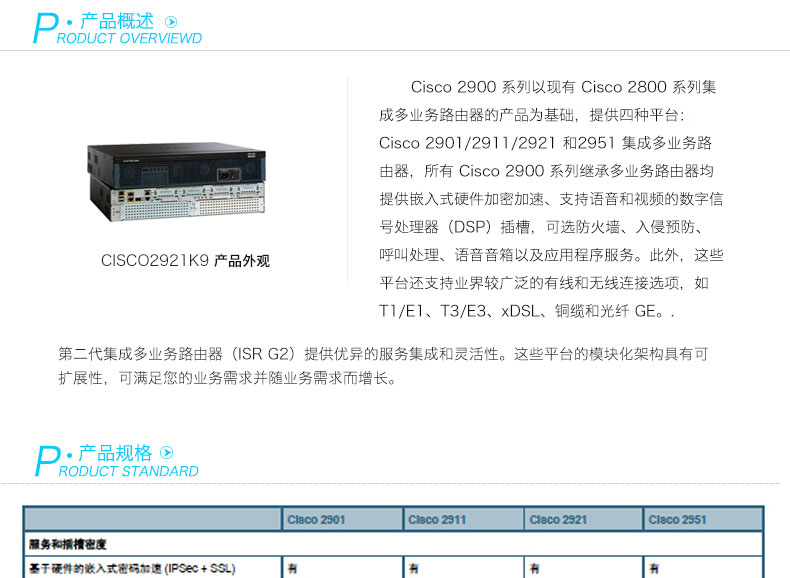 P·产品概述
RODUCT OVERVIEWD
Cisco 2900 系列以现有 Cisco 2800 系列集
成多业务路由器的产品为基础，提供四种平台：
Cisco 2901/2911/2921 和2951 集成多业务路
由器，所有 Cisco 2900 系列继承多业务路由器均
提供嵌入式硬件加密加速、支持语音和视频的数字信
号处理器（DSP）插槽，可选防火墙、入侵预防、
呼叫处理、语音音箱以及应用程序服务。此外，这些
平台还支持业界较广泛的有线和无线连接选项，如
T1/E1、T3/E3、xDSL、铜缆和光纤 GE。.
CISCO2921K9 产品外观
第二代集成多业务路由器（ISR G2）提供优异的服务集成和灵活性。这些平台的模块化架构具有可
扩展性，可满足您的业务需求并随业务需求而增长。
P·产品规格
RODUCT STANDARD
Cisco 2901 Cisco 2911 Cisco 2921 Cisco 2951
服务和插槽密度
基于硬件的嵌入式密码加速 (IPSec + SSL) 有 有 有 有